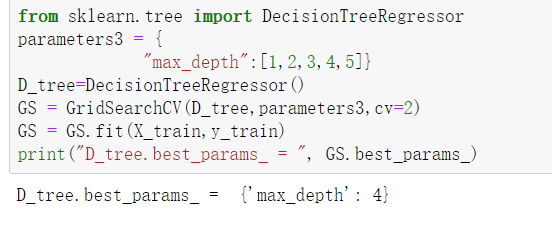 from sklearn.tree import DecisionTreeRegressor
parameters3 = {
"max_depth":[1,2,3,4,5]}
D_tree=DecisionTreeRegressor()
GS = GridSearchCV(D_tree,parameters3,cv=2)
GS = GS.fit(X_train,y_train)
print("D_tree.best_params_ = ", GS.best_params_)
D_tree.best_params_ =  {'max_depth': 4}